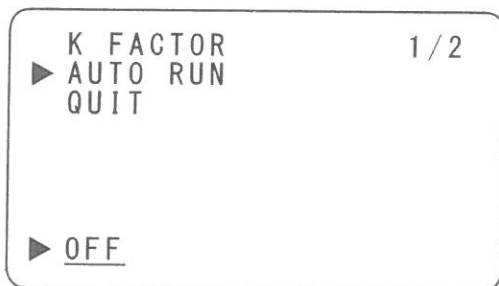 K FACTOR 1/2
▶ AUTO RUN
QUIT
▶ OFF